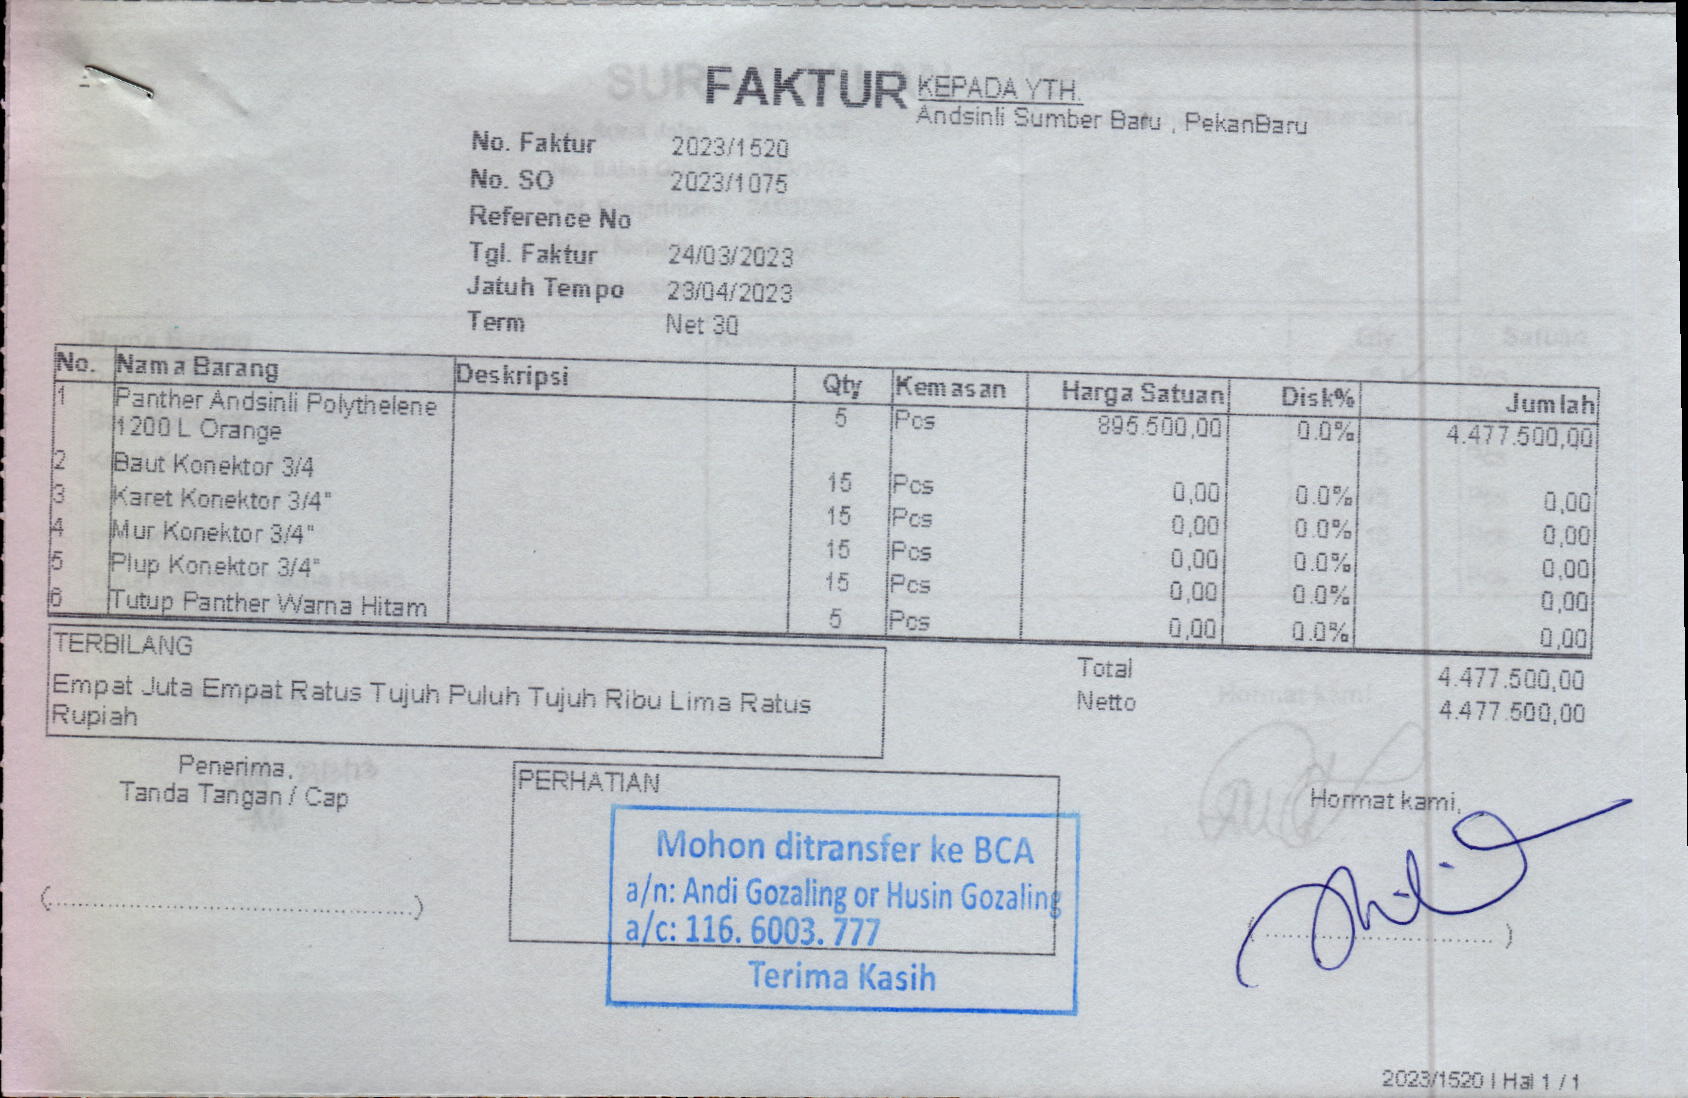 FAKTUR
KEPADA YTH.
Andsinli Sumber Baru , PekanBaru
No. Faktur 2023/1520
No. SO 2023/1075
Reference No
Tgl. Faktur 24/03/2023
Jatuh Tempo 23/04/2023
Term Net 30
No. Nama Barang Deskripsi Qty Kemasan Harga Satuan Disk% Jumlah
1 Panther Andsinli Polythelene 5 Pcs 895.500,00 0.0% 4.477.500,00
1200 L Orange
2 Baut Konektor 3/4 15 Pcs 0,00 0.0% 0,00
3 Karet Konektor 3/4" 15 Pcs 0,00 0.0% 0,00
4 Mur Konektor 3/4" 15 Pcs 0,00 0.0% 0,00
5 Plup Konektor 3/4" 15 Pcs 0,00 0.0% 0,00
6 Tutup Panther Warna Hitam 5 Pcs 0,00 0.0% 0,00
TERBILANG
Empat Juta Empat Ratus Tujuh Puluh Tujuh Ribu Lima Ratus
Rupiah
Total 4.477.500,00
Netto 4.477.500,00
Penerima,
Tanda Tangan / Cap
(........................................)
PERHATIAN
Mohon ditransfer ke BCA
a/n: Andi Gozaling or Husin Gozaling
a/c: 116. 6003. 777
Terima Kasih
Hormat kami,
(........................................)
2023/1520 | Hal 1 / 1